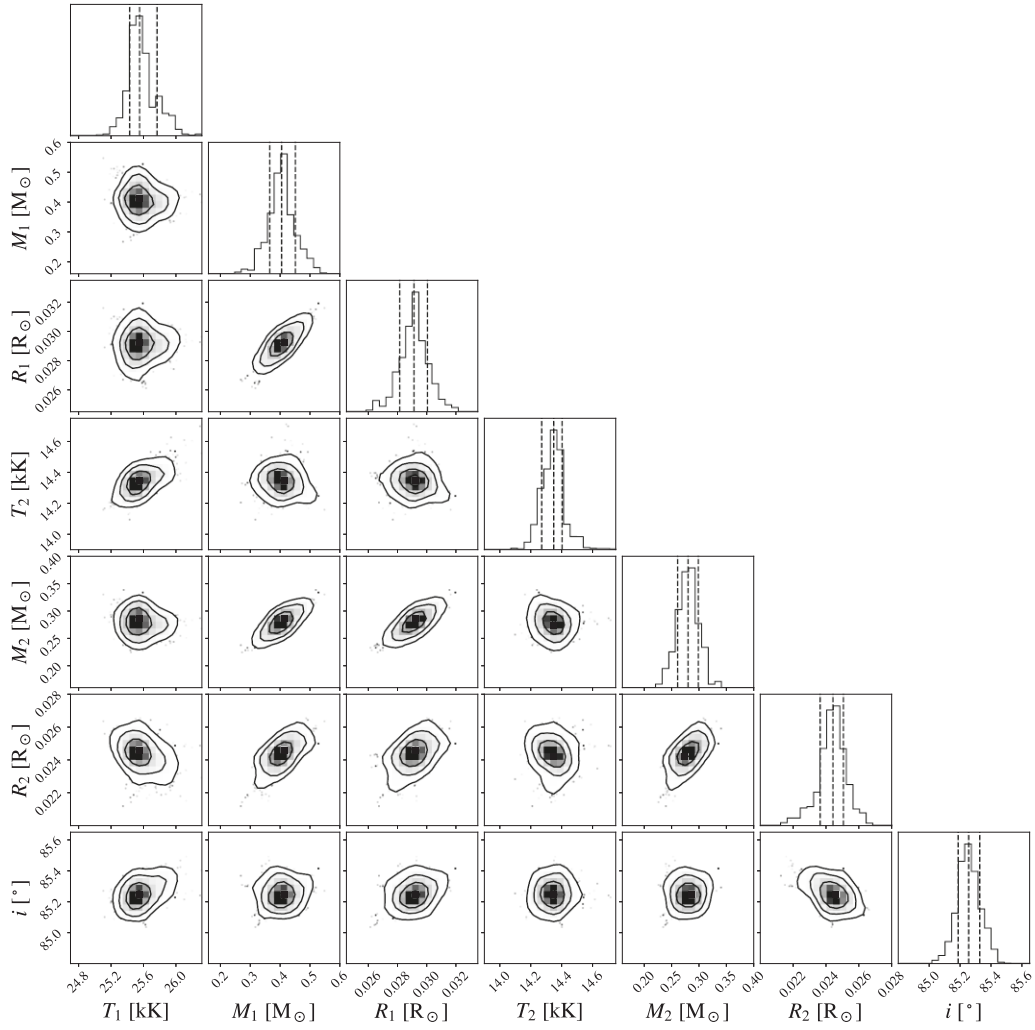 M₁ [M⊙] 0.6 0.5 0.4 0.3 0.2
R₁ [R⊙] 0.032 0.030 0.028 0.026
T₂ [kK] 14.6 14.4 14.2 14.0
M₂ [M⊙] 0.40 0.35 0.30 0.25 0.20
R₂ [R⊙] 0.028 0.026 0.024 0.022
i [°] 85.6 85.4 85.2 85.0
24.8 25.2 25.6 26.0 0.2 0.3 0.4 0.5 0.6 0.026 0.028 0.030 0.032 14.0 14.2 14.4 14.6 0.20 0.25 0.30 0.35 0.40 0.022 0.024 0.026 0.028 85.0 85.2 85.4 85.6
T₁ [kK] M₁ [M⊙] R₁ [R⊙] T₂ [kK] M₂ [M⊙] R₂ [R⊙] i [°]